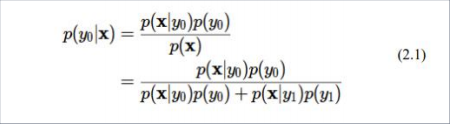 p(y₀|x) = p(x|y₀)p(y₀) / p(x)
= p(x|y₀)p(y₀) / p(x|y₀)p(y₀) + p(x|y₁)p(y₁) (2.1)